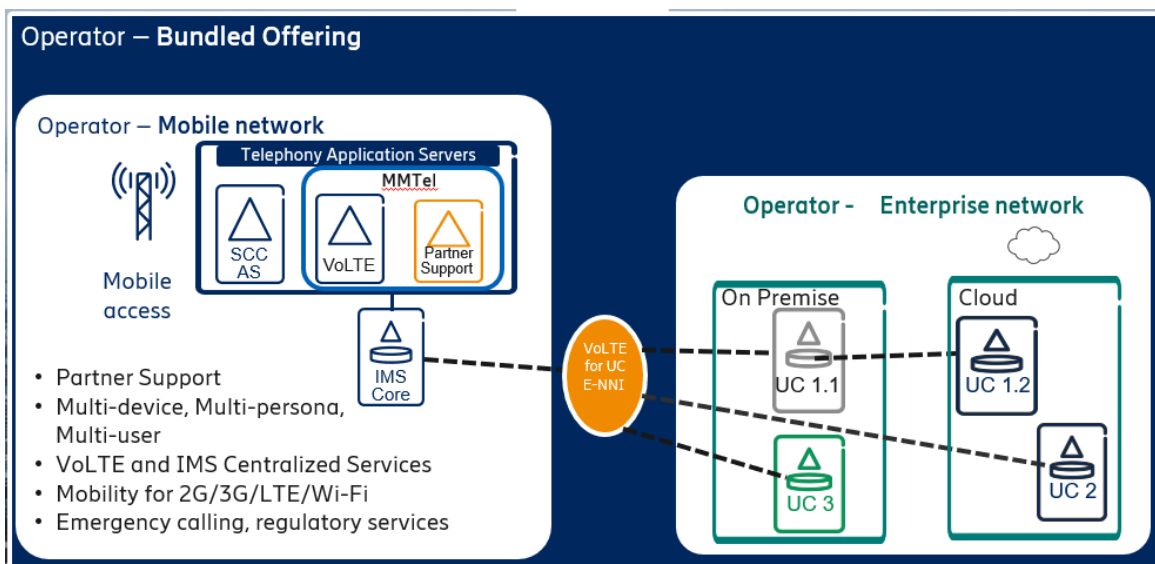 Operator – Bundled Offering
Operator – Mobile network
Telephony Application Servers
MMTel
SCC
AS
VoLTE
Partner
Support
Mobile
access
IMS
Core
• Partner Support
• Multi-device, Multi-persona,
Multi-user
• VoLTE and IMS Centralized Services
• Mobility for 2G/3G/LTE/Wi-Fi
• Emergency calling, regulatory services
VoLTE
for UC
E-NNI
Operator - Enterprise network
On Premise
Cloud
UC 1.1
UC 1.2
UC 3
UC 2